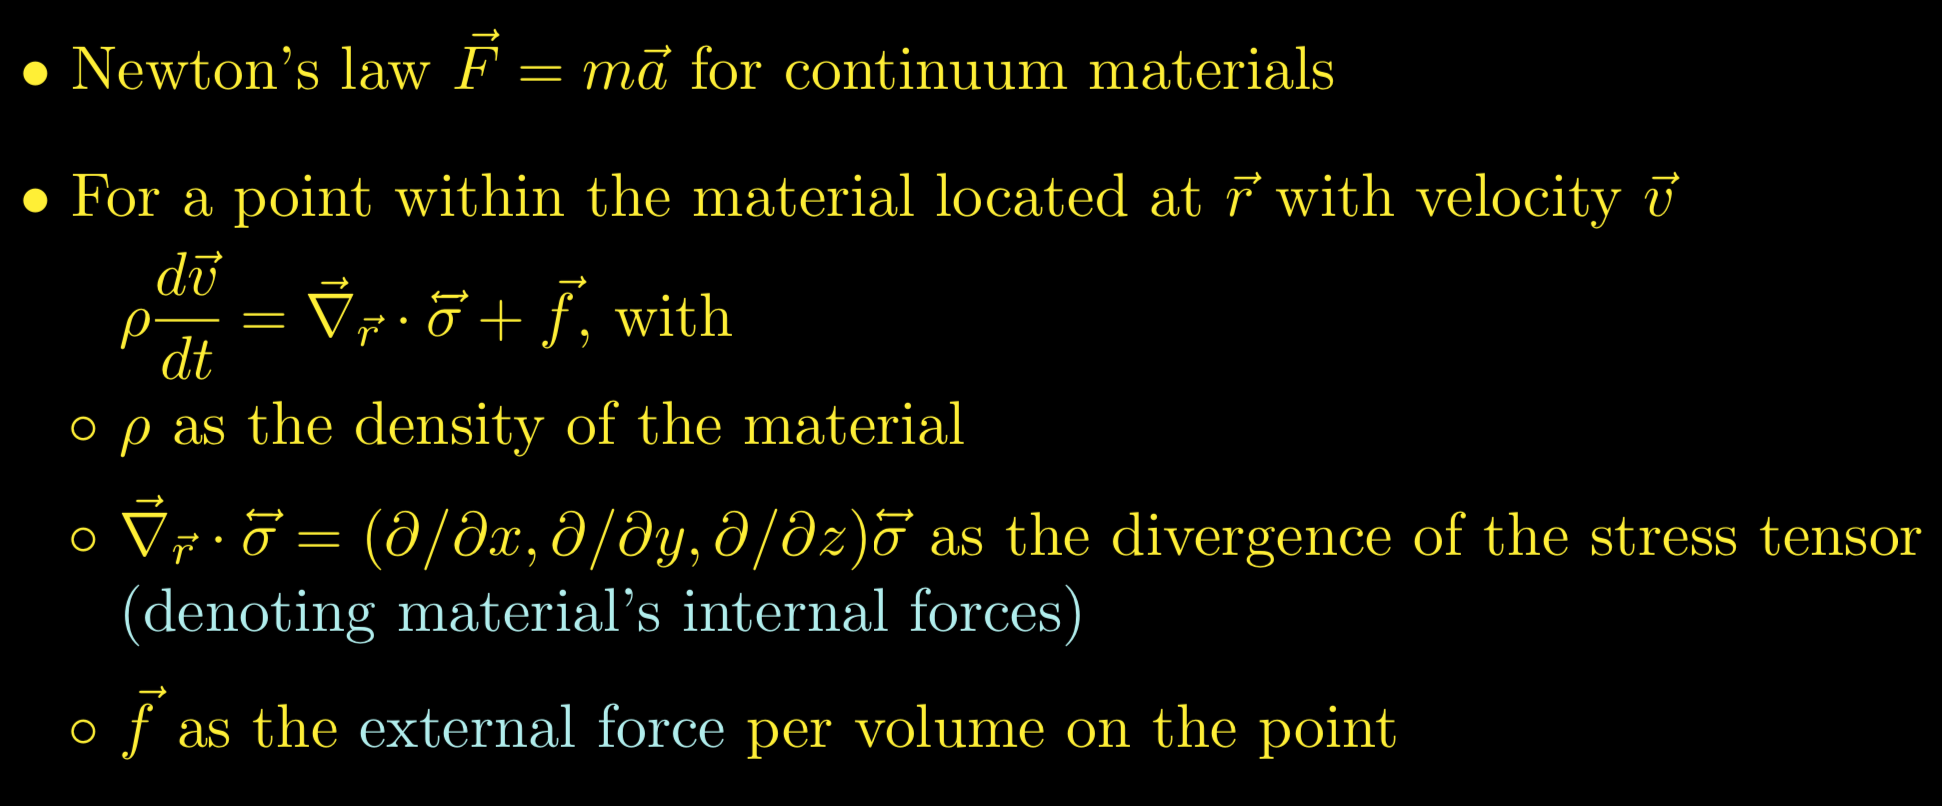 • Newton's law $\vec{F} = m\vec{a}$ for continuum materials
• For a point within the material located at $\vec{r}$ with velocity $\vec{v}$
$\rho\dfrac{d\vec{v}}{dt} = \vec{\nabla}_{\vec{r}} \cdot \overleftrightarrow{\sigma} + \vec{f}$, with
∘ $\rho$ as the density of the material
∘ $\vec{\nabla}_{\vec{r}} \cdot \overleftrightarrow{\sigma} = (\partial/\partial x, \partial/\partial y, \partial/\partial z)\overleftrightarrow{\sigma}$ as the divergence of the stress tensor
(denoting material's internal forces)
∘ $\vec{f}$ as the external force per volume on the point